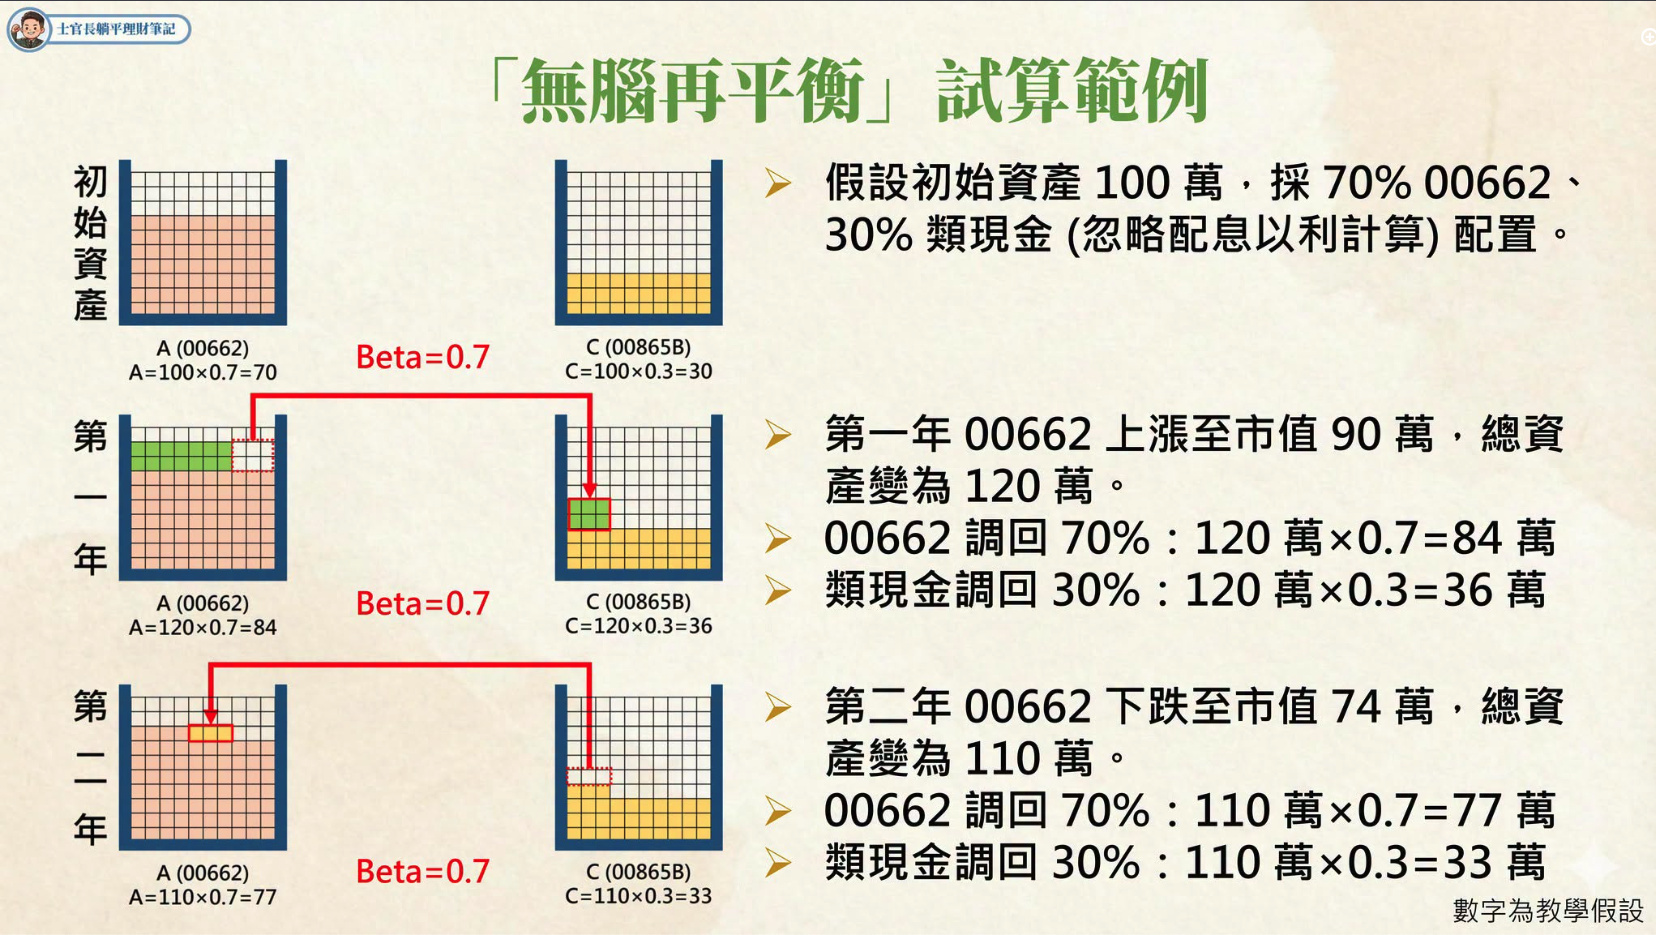 士官長躺平理財筆記
「無腦再平衡」試算範例
初始資產
A (00662)
A=100×0.7=70
Beta=0.7
C (00865B)
C=100×0.3=30
假設初始資產 100 萬，採 70% 00662、
30% 類現金 (忽略配息以利計算) 配置。
第一年
A (00662)
A=120×0.7=84
Beta=0.7
C (00865B)
C=120×0.3=36
第一年 00662 上漲至市值 90 萬，總資
產變為 120 萬。
00662 調回 70%：120 萬×0.7=84 萬
類現金調回 30%：120 萬×0.3=36 萬
第二年
A (00662)
A=110×0.7=77
Beta=0.7
C (00865B)
C=110×0.3=33
第二年 00662 下跌至市值 74 萬，總資
產變為 110 萬。
00662 調回 70%：110 萬×0.7=77 萬
類現金調回 30%：110 萬×0.3=33 萬
數字為教學假設